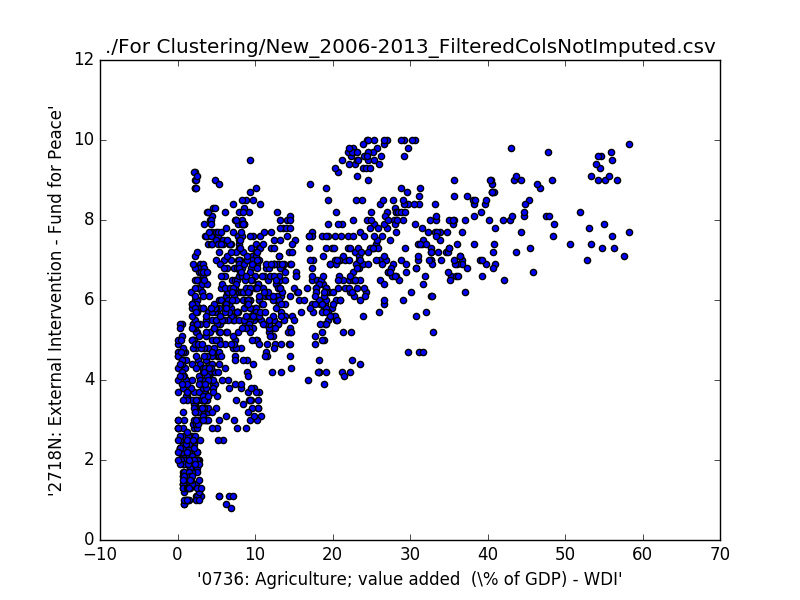 ./For Clustering/New_2006-2013_FilteredColsNotImputed.csv
12
10
8
6
4
2
0
'2718N: External Intervention - Fund for Peace'
−10 0 10 20 30 40 50 60 70
'0736: Agriculture; value added  (\% of GDP) - WDI'